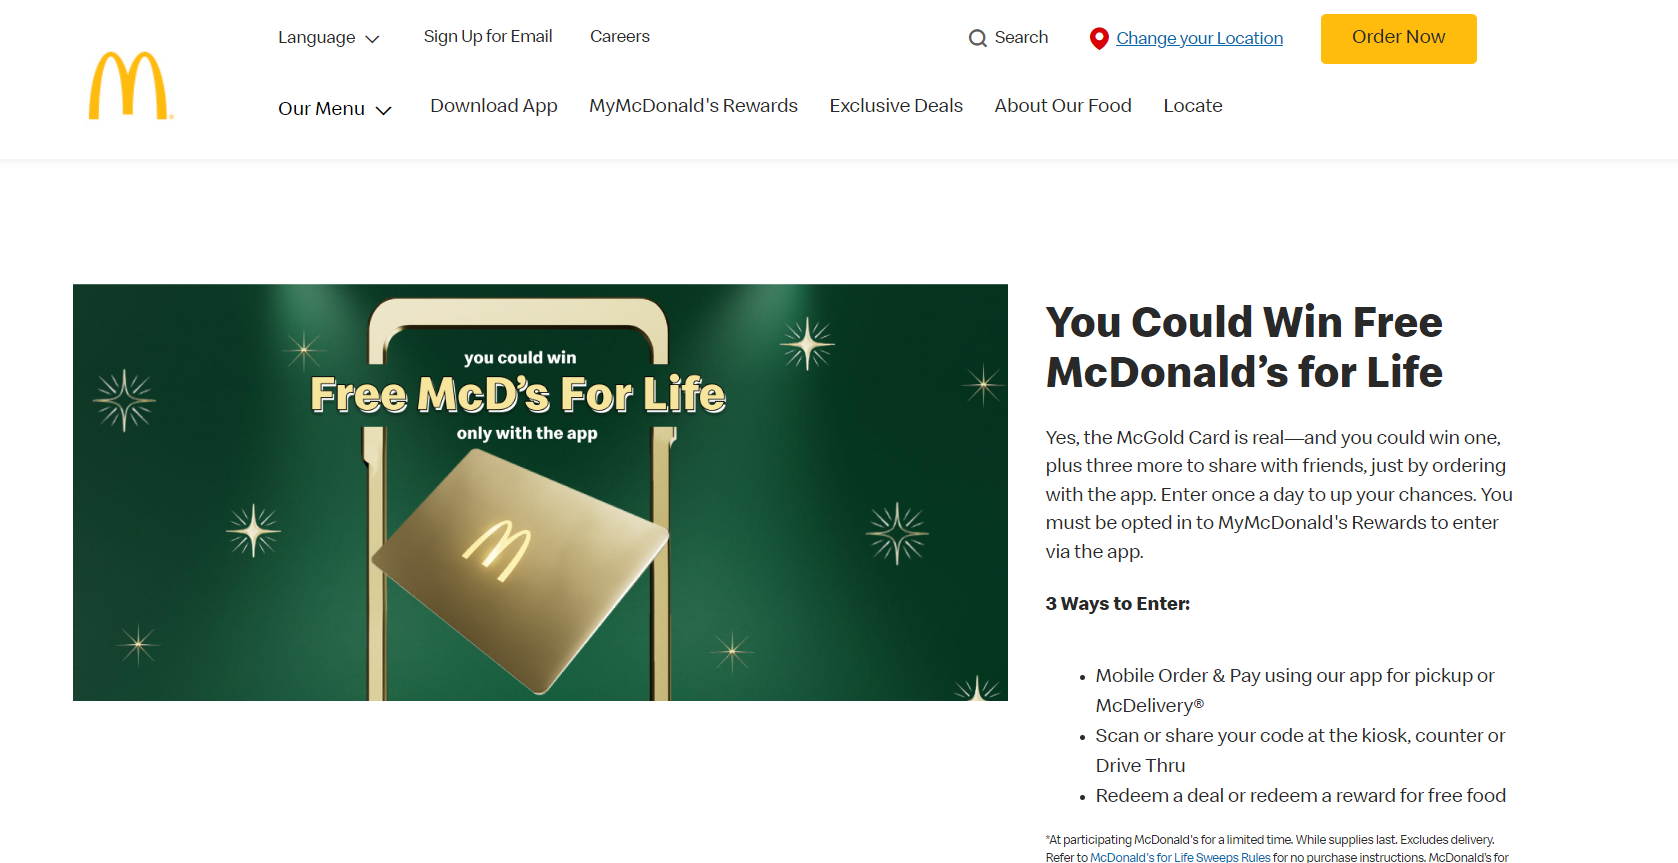 Language
Sign Up for Email
Careers
Search
Change your Location
Order Now
Our Menu
Download App
MyMcDonald's Rewards
Exclusive Deals
About Our Food
Locate
you could win
Free McD’s For Life
only with the app
You Could Win Free
McDonald’s for Life
Yes, the McGold Card is real—and you could win one,
plus three more to share with friends, just by ordering
with the app. Enter once a day to up your chances. You
must be opted in to MyMcDonald's Rewards to enter
via the app.
3 Ways to Enter:
• Mobile Order & Pay using our app for pickup or
McDelivery®
• Scan or share your code at the kiosk, counter or
Drive Thru
• Redeem a deal or redeem a reward for free food
*At participating McDonald's for a limited time. While supplies last. Excludes delivery.
Refer to McDonald's for Life Sweeps Rules for no purchase instructions. McDonald's for